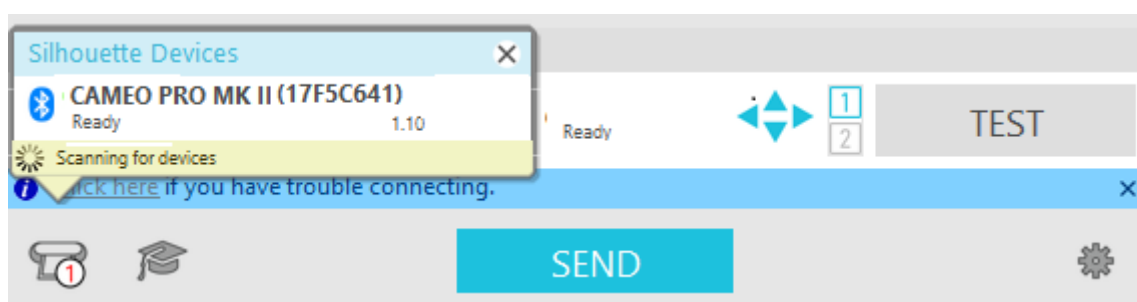 Silhouette Devices
CAMEO PRO MK II (17F5C641)
Ready
1.10
Scanning for devices
Ready
1
2
TEST
here if you have trouble connecting.
1
SEND